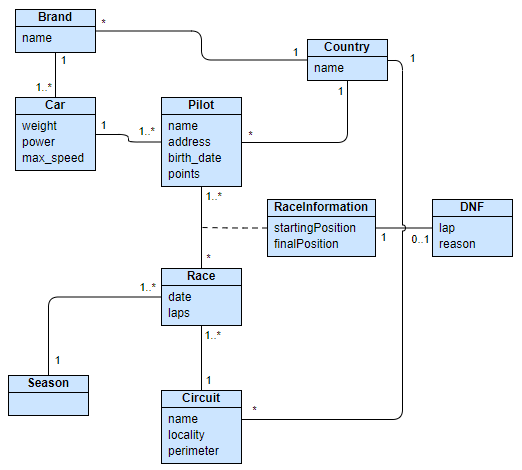 Brand
name
*
1
Country
name
1
1
1
1..*
Car
weight
power
max_speed
1
1..*
Pilot
name
address
birth_date
points
*
1..*
RaceInformation
startingPosition
finalPosition
1
0..1
DNF
lap
reason
*
Race
date
laps
1..*
1..*
1
Season
1
Circuit
name
locality
perimeter
*